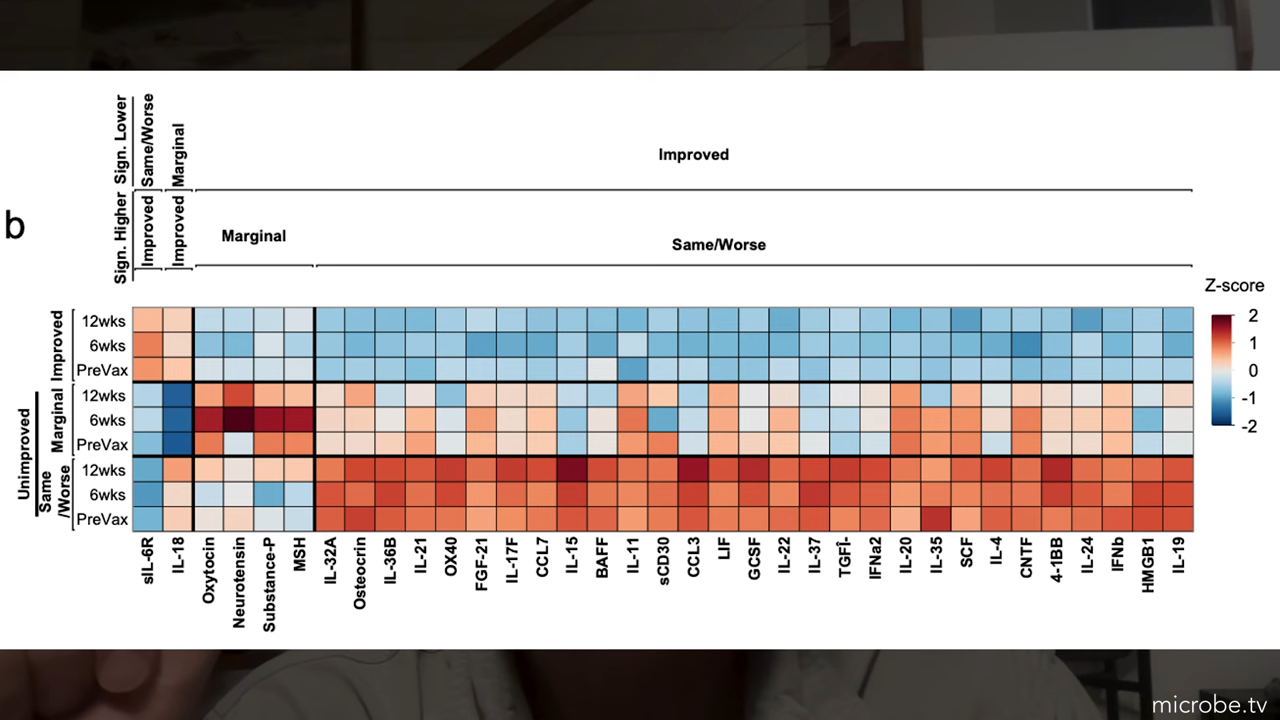 b
Sign. Lower
Same/Worse
Marginal
Improved
Sign. Higher
Improved
Improved
Marginal
Same/Worse
Z-score
2
1
0
-1
-2
Unimproved
Improved
12wks
6wks
PreVax
Marginal
12wks
6wks
PreVax
Same
/Worse
12wks
6wks
PreVax
sIL-6R
IL-18
Oxytocin
Neurotensin
Substance-P
MSH
IL-32A
Osteocrin
IL-36B
IL-21
OX40
FGF-21
IL-17F
CCL7
IL-15
BAFF
IL-11
sCD30
CCL3
LIF
GCSF
IL-22
IL-37
TGFÎ-
IFNa2
IL-20
IL-35
SCF
IL-4
CNTF
4-1BB
IL-24
IFNb
HMGB1
IL-19
microbe.tv